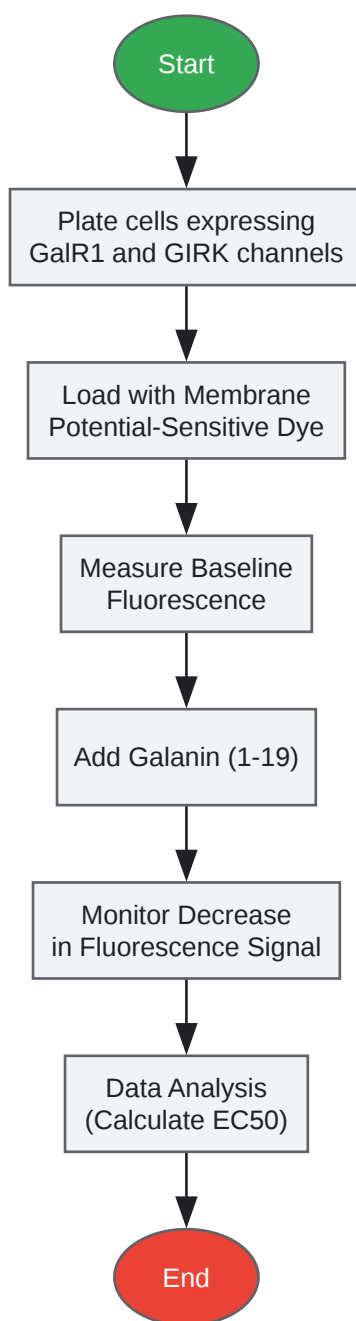 Start
Plate cells expressing
GalR1 and GIRK channels
Load with Membrane
Potential-Sensitive Dye
Measure Baseline
Fluorescence
Add Galanin (1-19)
Monitor Decrease
in Fluorescence Signal
Data Analysis
(Calculate EC50)
End